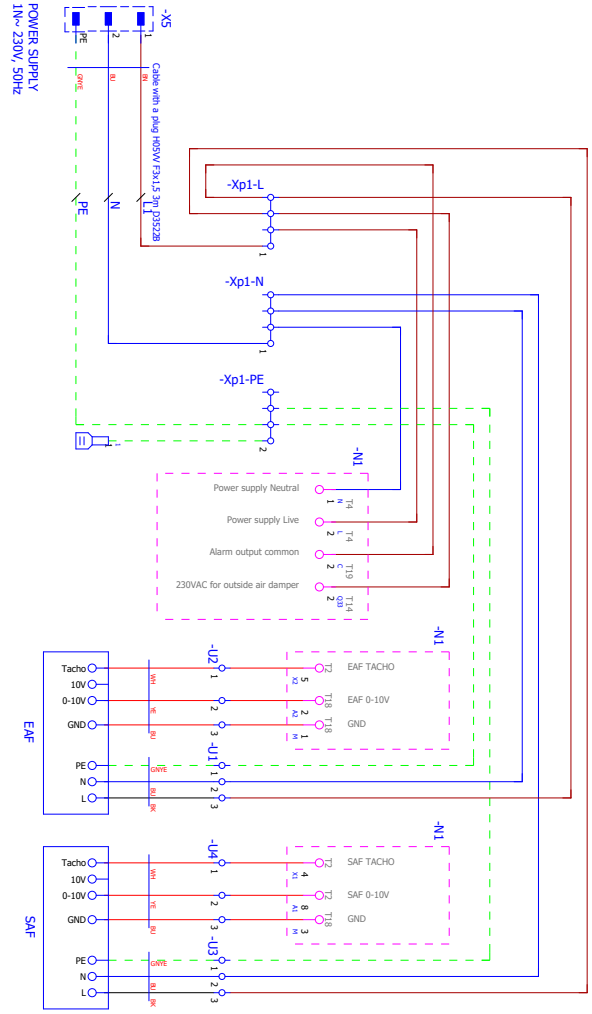 -X5
PE
2
1
POWER SUPPLY
1N~ 230V, 50Hz
GNYE
BU
BN
Cable with a plug H05VV F3x1,5 3m D3522B
PE
N
L1
-Xp1-L
1
-Xp1-N
1
-Xp1-PE
2
1
1
-N1
Power supply Neutral
1
N
T4
Power supply Live
2
L
T4
Alarm output common
2
C
T19
230VAC for outside air damper
2
Q33
T14
-N1
-U2
Tacho
WH
1
T2
EAF TACHO
X2
5
10V
0-10V
YE
2
T18
EAF 0-10V
A2
2
GND
BU
3
T18
GND
M
1
EAF
-U1
PE
GNYE
1
N
BU
2
L
BK
3
-N1
-U4
Tacho
WH
1
T2
SAF TACHO
X1
4
10V
0-10V
YE
2
T2
SAF 0-10V
A1
8
GND
BU
3
T18
GND
M
3
SAF
-U3
PE
GNYE
1
N
BU
2
L
BK
3